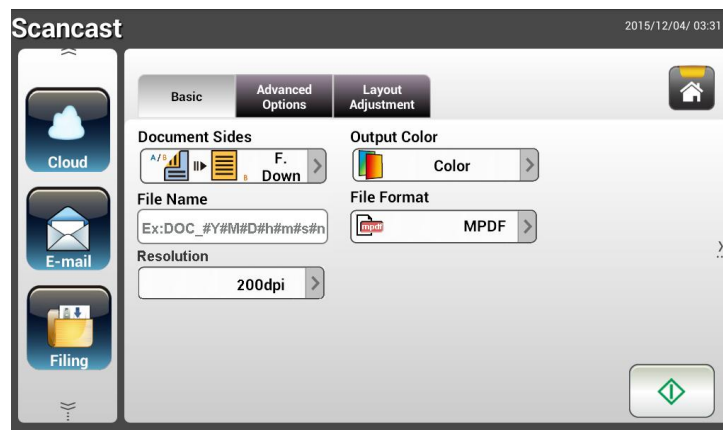 Scancast
2015/12/04/ 03:31
Basic
Advanced
Options
Layout
Adjustment
Cloud
E-mail
Filing
Document Sides
A/B
B
F.
Down
Output Color
Color
File Name
Ex:DOC_#Y#M#D#h#m#s#n
File Format
mpdf
MPDF
Resolution
200dpi